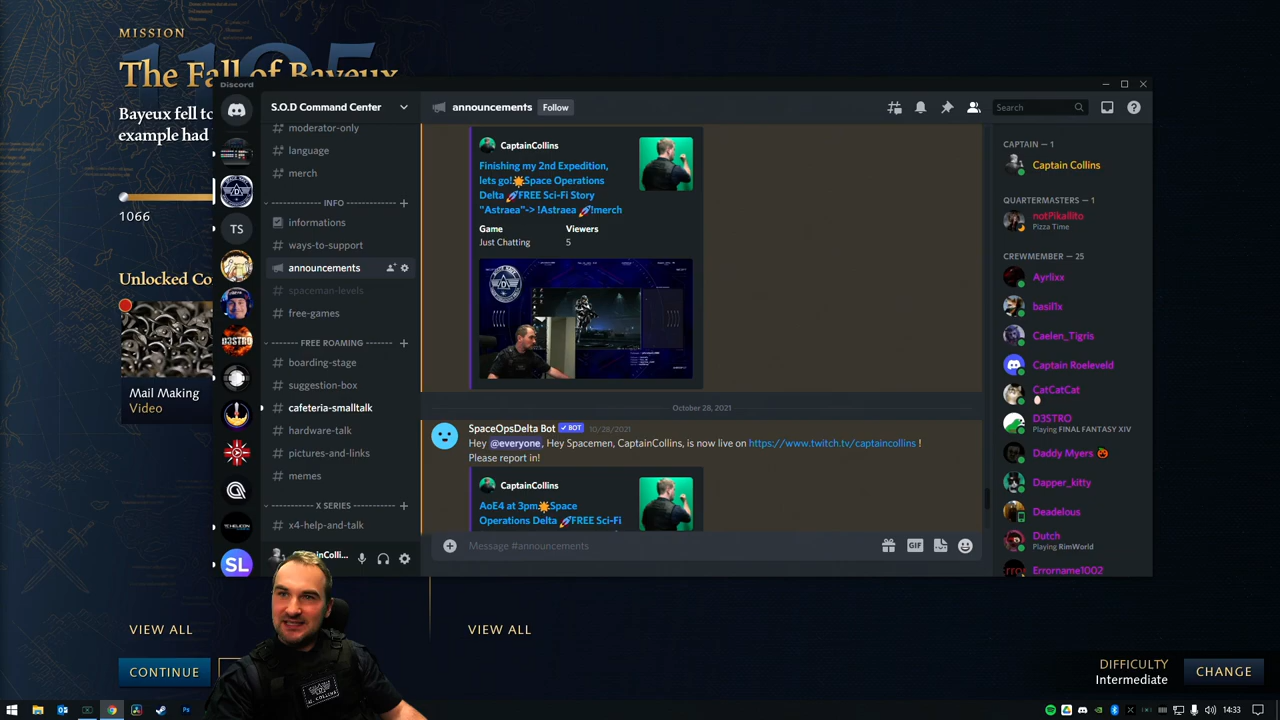 MISSION
The Fall of Bayeux
Bayeux fell to
example had
1066
Unlocked Co
Mail Making
Video
VIEW ALL
VIEW ALL
CONTINUE
DIFFICULTY
Intermediate
CHANGE
Discord
S.O.D Command Center
moderator-only
language
merch
INFO
informations
ways-to-support
announcements
spaceman-levels
free-games
FREE ROAMING
boarding-stage
suggestion-box
cafeteria-smalltalk
hardware-talk
pictures-and-links
memes
X SERIES
x4-help-and-talk
TS
SL
announcements Follow
Search
CaptainCollins
Finishing my 2nd Expedition,
lets go!☀️Space Operations
Delta 🚀FREE Sci-Fi Story
"Astraea"-> !Astraea 🚀!merch
Game Viewers
Just Chatting 5
October 28, 2021
SpaceOpsDelta Bot ✔ BOT 10/28/2021
Hey @everyone, Hey Spacemen, CaptainCollins, is now live on https://www.twitch.tv/captaincollins !
Please report in!
CaptainCollins
AoE4 at 3pm☀️Space
Operations Delta 🚀FREE Sci-Fi
Message #announcements
GIF
CAPTAIN — 1
Captain Collins
QUARTERMASTERS — 1
notPikallito
Pizza Time
CREWMEMBER — 25
Ayrlixx
basil1x
Caelen_Tigris
Captain Roeleveld
CatCatCat
D3STRO
Playing FINAL FANTASY XIV
Daddy Myers 🎃
Dapper_kitty
Deadelous
Dutch
Playing RimWorld
Errorname1002
14:33